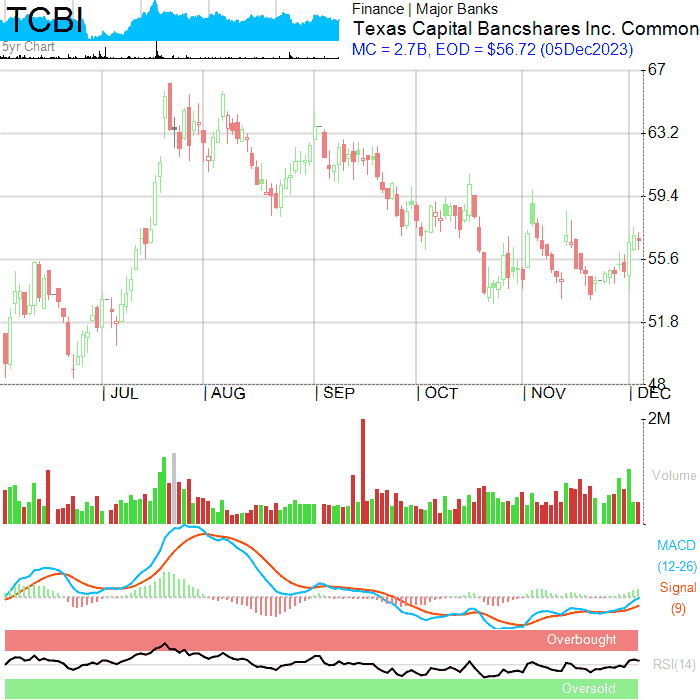 TCBI
5yr Chart
Finance | Major Banks
Texas Capital Bancshares Inc. Common
MC = 2.7B, EOD = $56.72 (05Dec2023)
67
63.2
59.4
55.6
51.8
48
| JUL | AUG | SEP | OCT | NOV | DEC
2M
Volume
MACD
(12-26)
Signal
(9)
Overbought
RSI(14)
Oversold